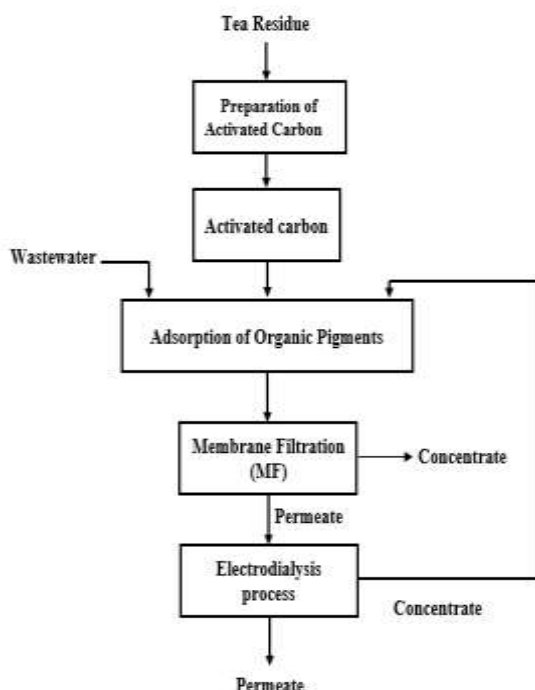 Tea Residue
Preparation of
Activated Carbon
Activated carbon
Wastewater
Adsorption of Organic Pigments
Membrane Filtration
(MF)
Concentrate
Permeate
Electrodialysis
process
Concentrate
Permeate